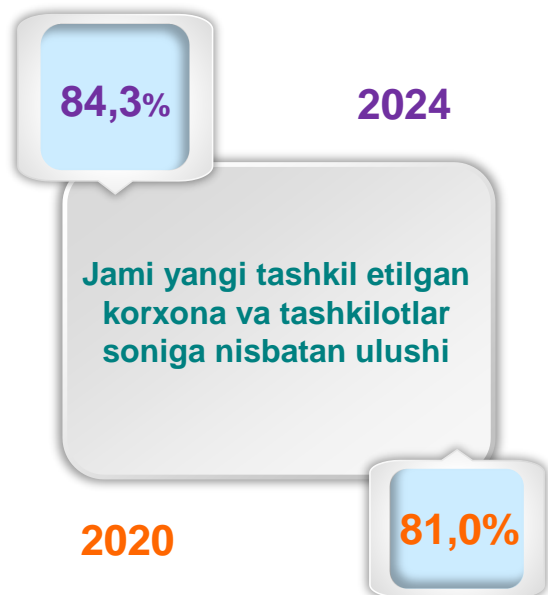 84,3%
2024
Jami yangi tashkil etilgan
korxona va tashkilotlar
soniga nisbatan ulushi
2020
81,0%